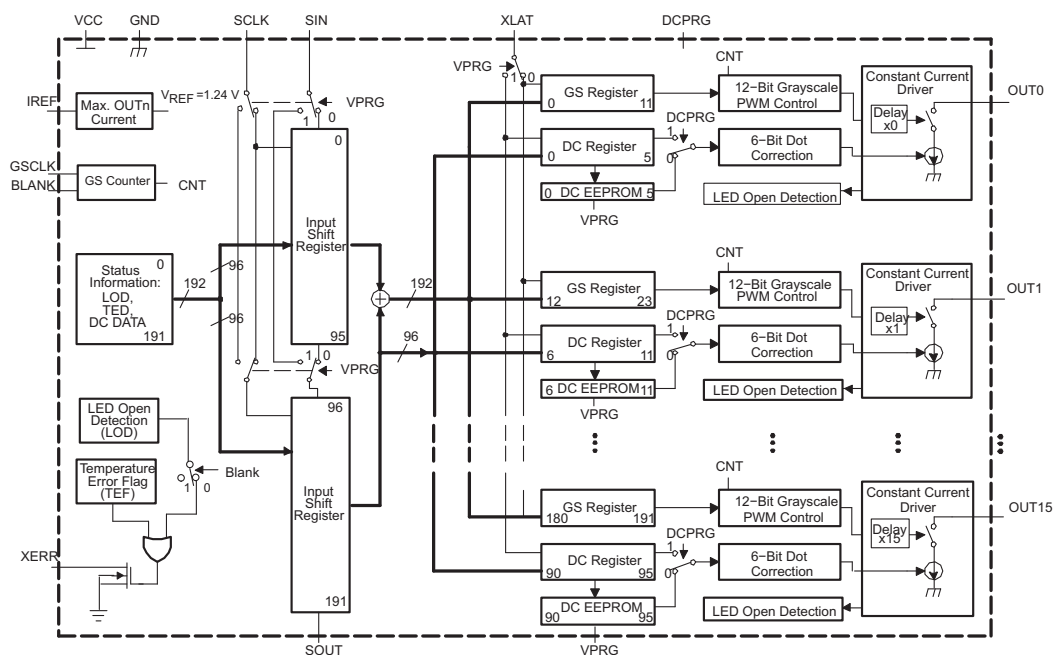 VCC GND SCLK SIN XLAT DCPRG
IREF
Max. OUTn
Current
VREF =1.24 V
VPRG
1 0
GSCLK
BLANK
GS Counter
CNT
0
Input
Shift
Register
95
0
Status
Information:
LOD,
TED,
DC DATA
191
192
96
96
192
96
1 0
VPRG
LED Open
Detection
(LOD)
Temperature
Error Flag
(TEF)
1 0
Blank
XERR
96
Input
Shift
Register
191
SOUT
VPRG
1 0
GS Register
0 11
DC Register
0 5
DC EEPROM
0 5
VPRG
DCPRG
1
0
CNT
12−Bit Grayscale
PWM Control
6−Bit Dot
Correction
LED Open Detection
Constant Current
Driver
Delay
x0
OUT0
GS Register
12 23
DC Register
6 11
DC EEPROM
6 11
VPRG
DCPRG
1
0
CNT
12−Bit Grayscale
PWM Control
6−Bit Dot
Correction
LED Open Detection
Constant Current
Driver
Delay
x1
OUT1
GS Register
180 191
DC Register
90 95
DC EEPROM
90 95
VPRG
DCPRG
1
0
CNT
12−Bit Grayscale
PWM Control
6−Bit Dot
Correction
LED Open Detection
Constant Current
Driver
Delay
x15
OUT15